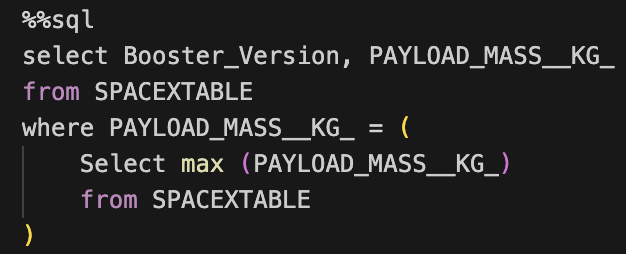 %%sql
select Booster_Version, PAYLOAD_MASS__KG_
from SPACEXTABLE
where PAYLOAD_MASS__KG_ = (
    Select max (PAYLOAD_MASS__KG_)
    from SPACEXTABLE
)